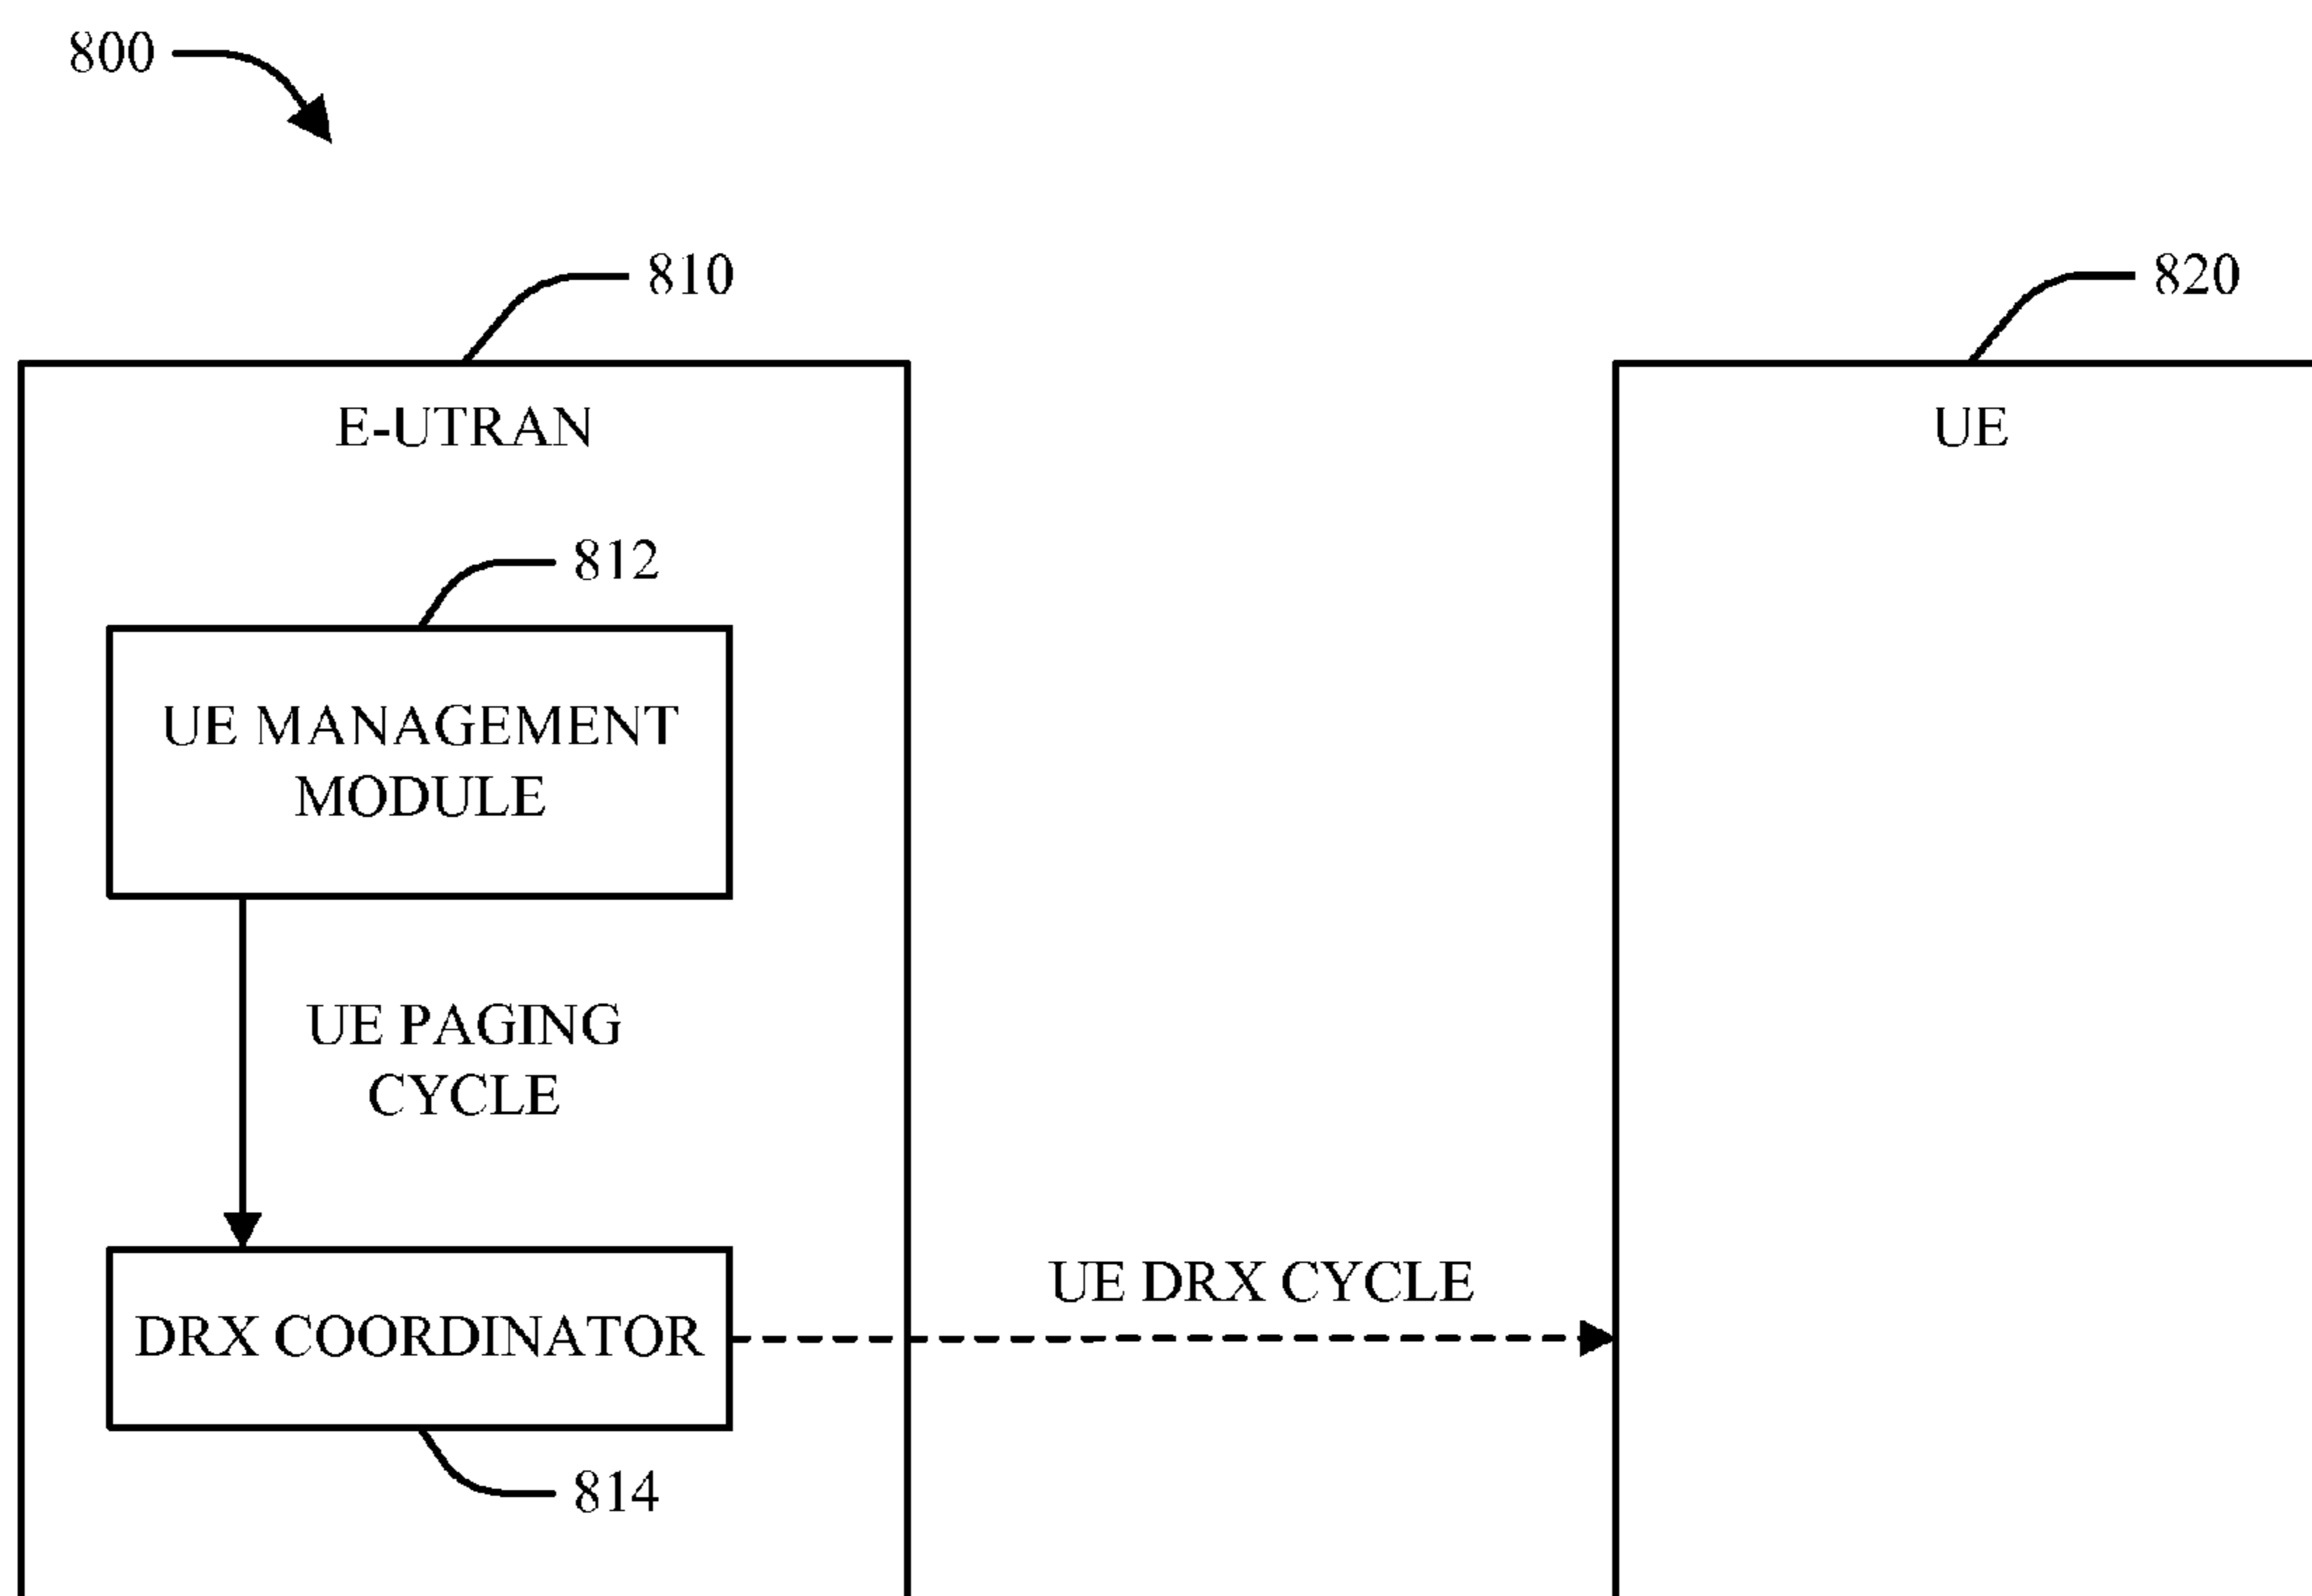 800
810
820
E-UTRAN
UE
812
UE MANAGEMENT
MODULE
UE PAGING
CYCLE
UE DRX CYCLE
DRX COORDINATOR
814